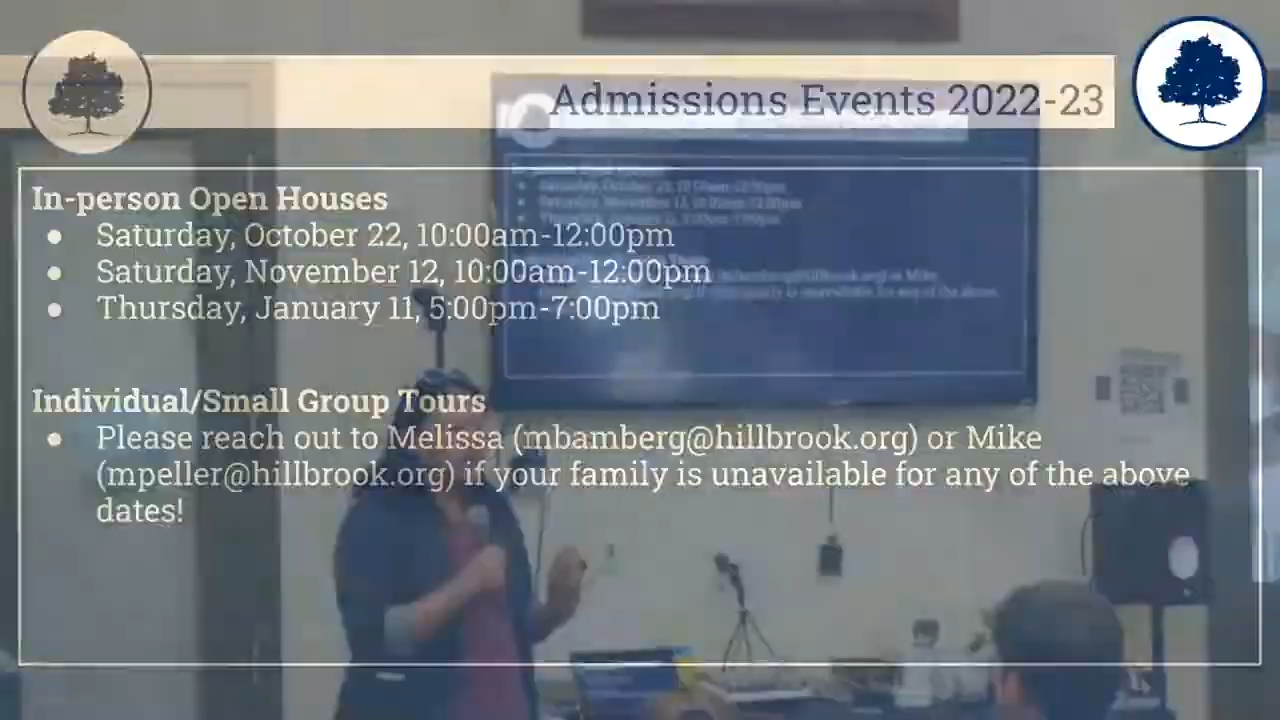 Admissions Events 2022-23
In-person Open Houses
● Saturday, October 22, 10:00am-12:00pm
● Saturday, November 12, 10:00am-12:00pm
● Thursday, January 11, 5:00pm-7:00pm
Individual/Small Group Tours
● Please reach out to Melissa (mbamberg@hillbrook.org) or Mike
(mpeller@hillbrook.org) if your family is unavailable for any of the above
dates!